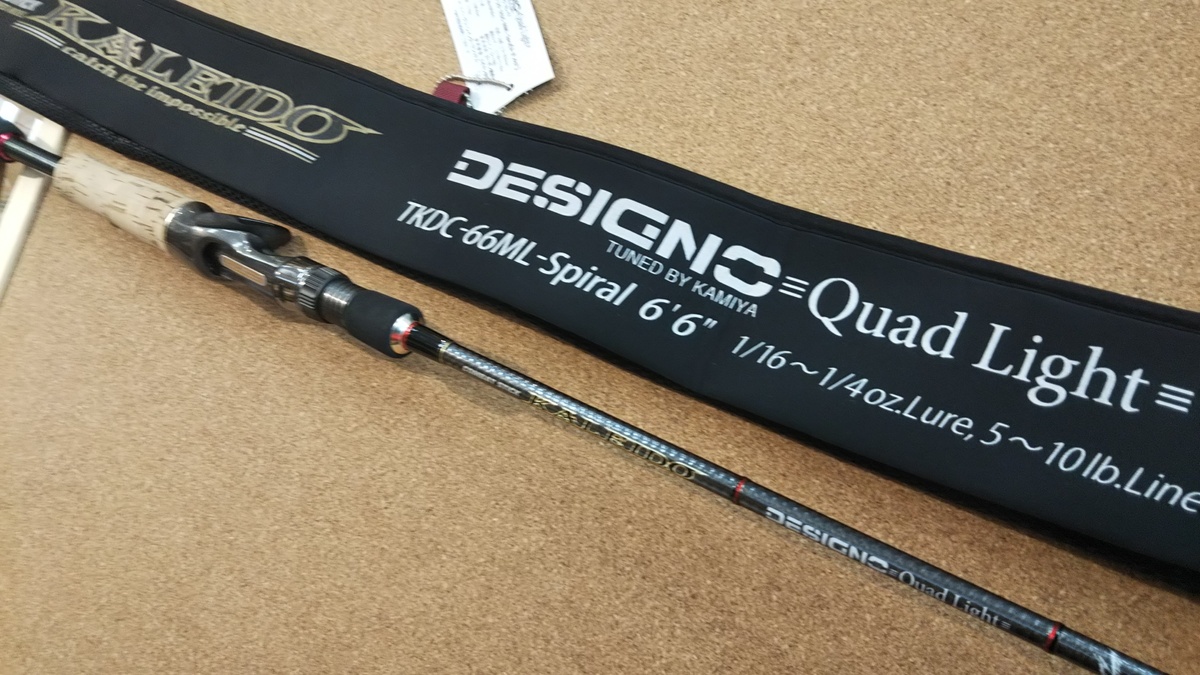 KALEIDO
catch the impossible
DESIGNO
TUNED BY KAMIYA
≡Quad Light≡
TKDC-66ML-Spiral 6'6" 1/16～1/4oz.Lure, 5～10lb.Line
KALEIDO
DESIGNO≡Quad Light≡